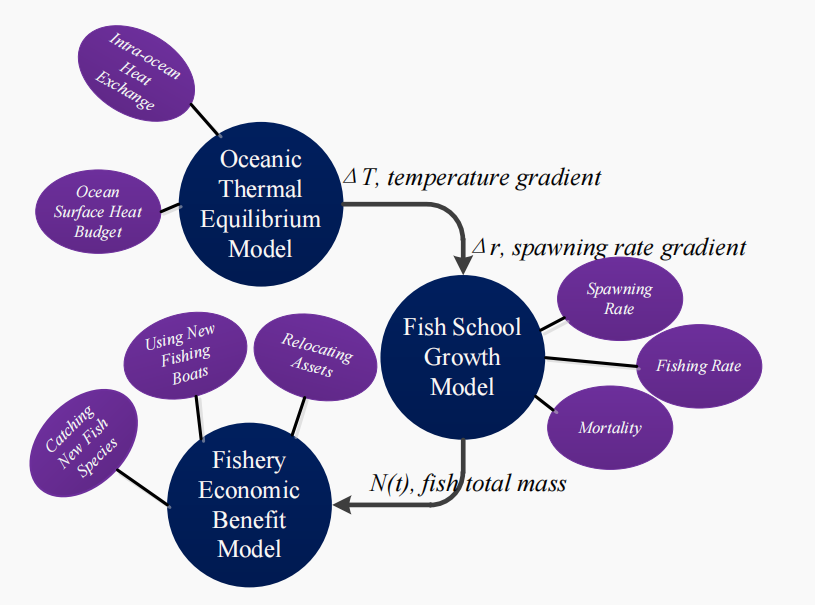 Intra-ocean
Heat
Exchange
Oceanic
Thermal
Equilibrium
Model
Ocean
Surface Heat
Budget
ΔT, temperature gradient
Δr, spawning rate gradient
Spawning
Rate
Fish School
Growth
Model
Fishing Rate
Mortality
Using New
Fishing
Boats
Relocating
Assets
Catching
New Fish
Species
Fishery
Economic
Benefit
Model
N(t), fish total mass